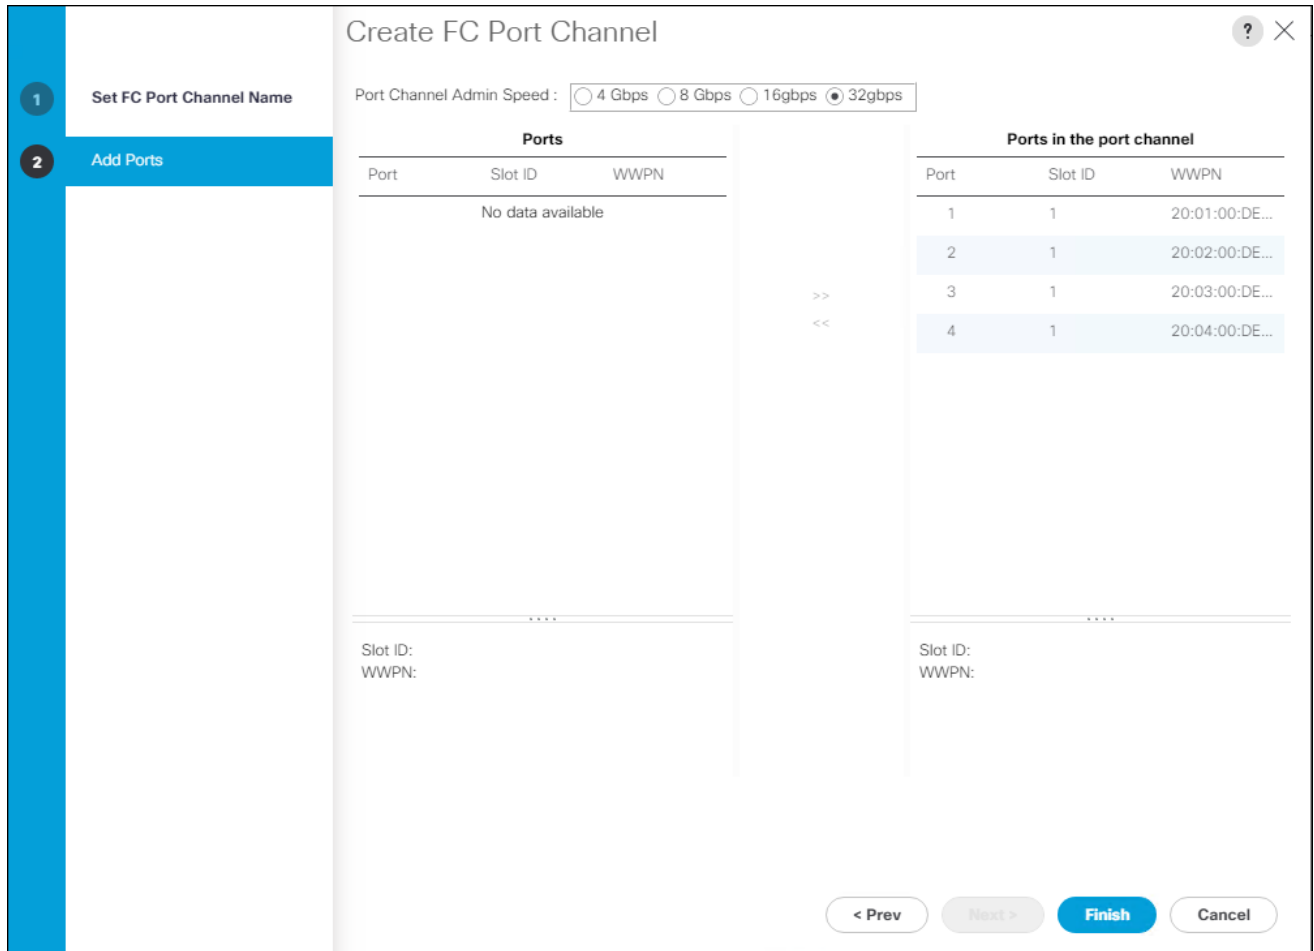 Create FC Port Channel
?
1 Set FC Port Channel Name
2 Add Ports
Port Channel Admin Speed : 4 Gbps 8 Gbps 16gbps 32gbps
Ports
Port Slot ID WWPN
No data available
>>
<<
Ports in the port channel
Port Slot ID WWPN
1 1 20:01:00:DE...
2 1 20:02:00:DE...
3 1 20:03:00:DE...
4 1 20:04:00:DE...
Slot ID:
WWPN:
Slot ID:
WWPN:
< Prev Next > Finish Cancel